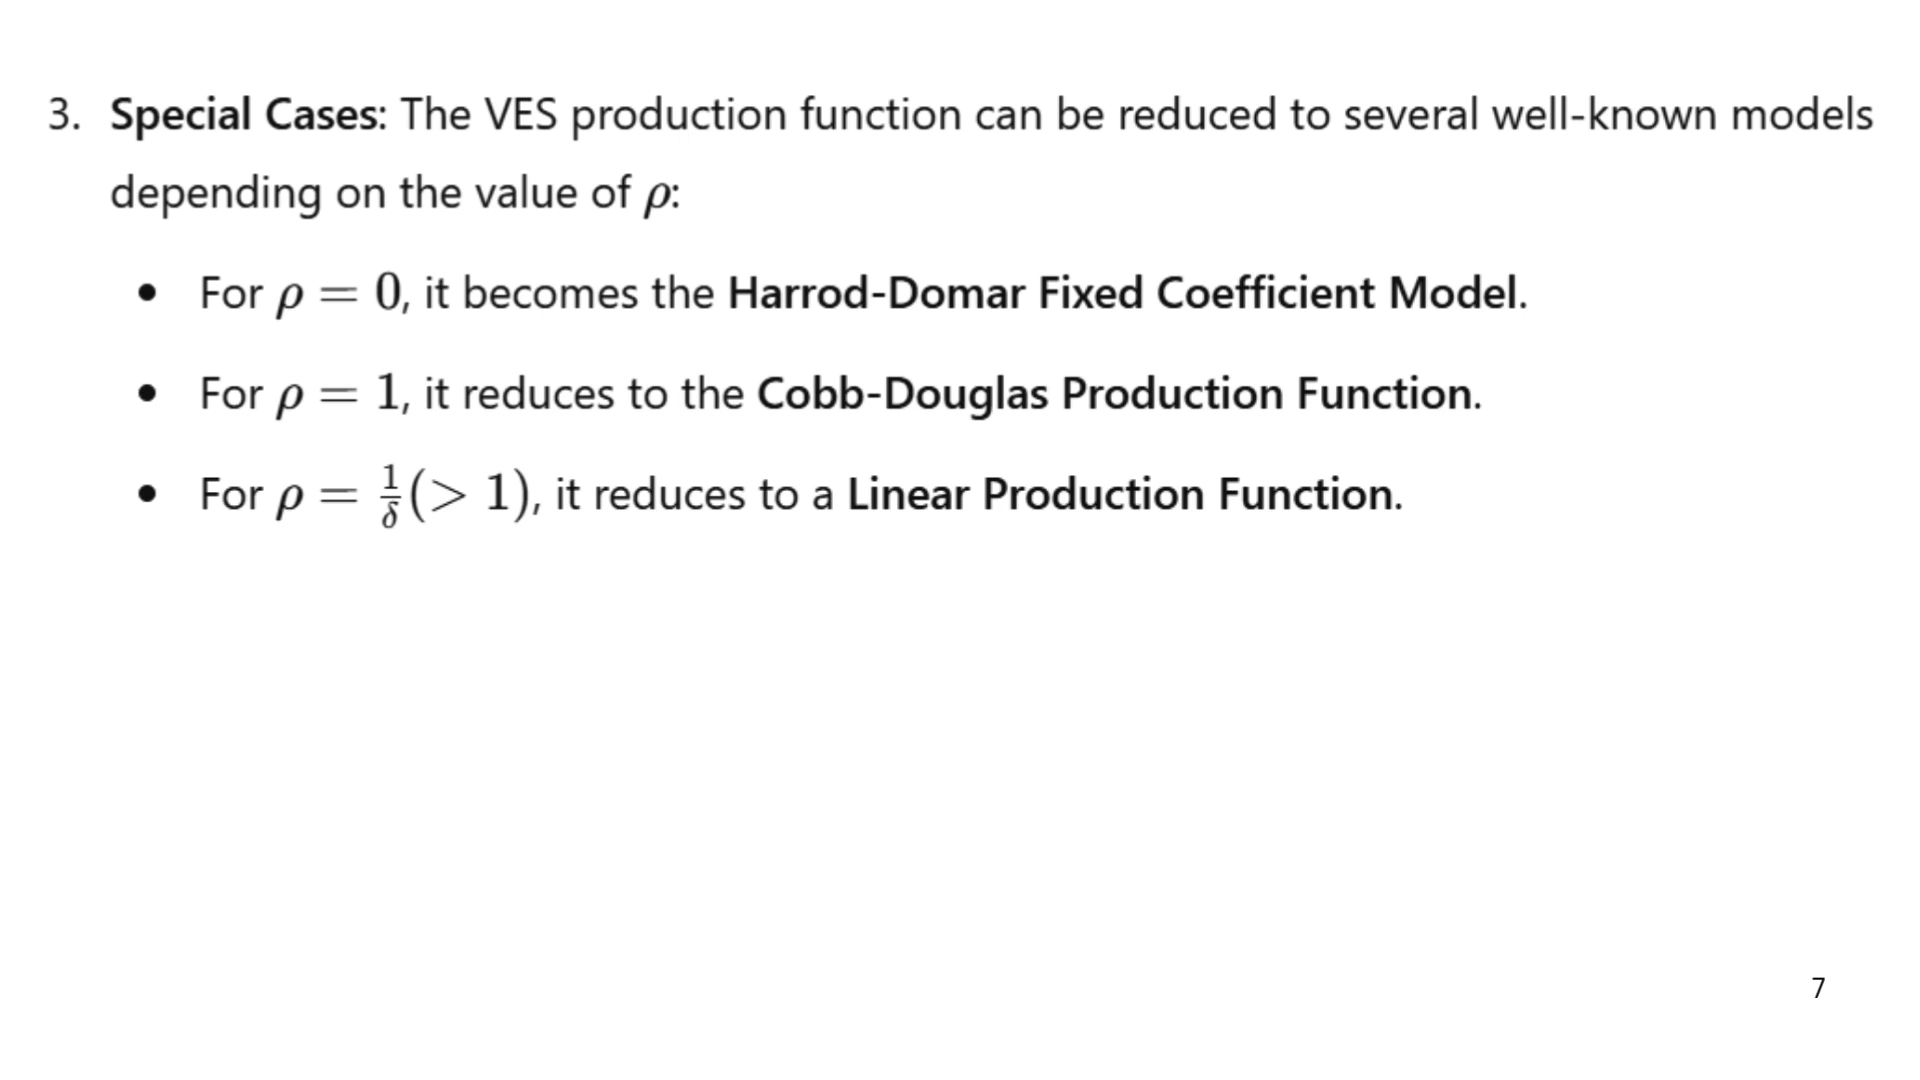 3. Special Cases: The VES production function can be reduced to several well-known models
depending on the value of ρ:
• For ρ = 0, it becomes the Harrod-Domar Fixed Coefficient Model.
• For ρ = 1, it reduces to the Cobb-Douglas Production Function.
• For ρ = 1/δ (> 1), it reduces to a Linear Production Function.
7